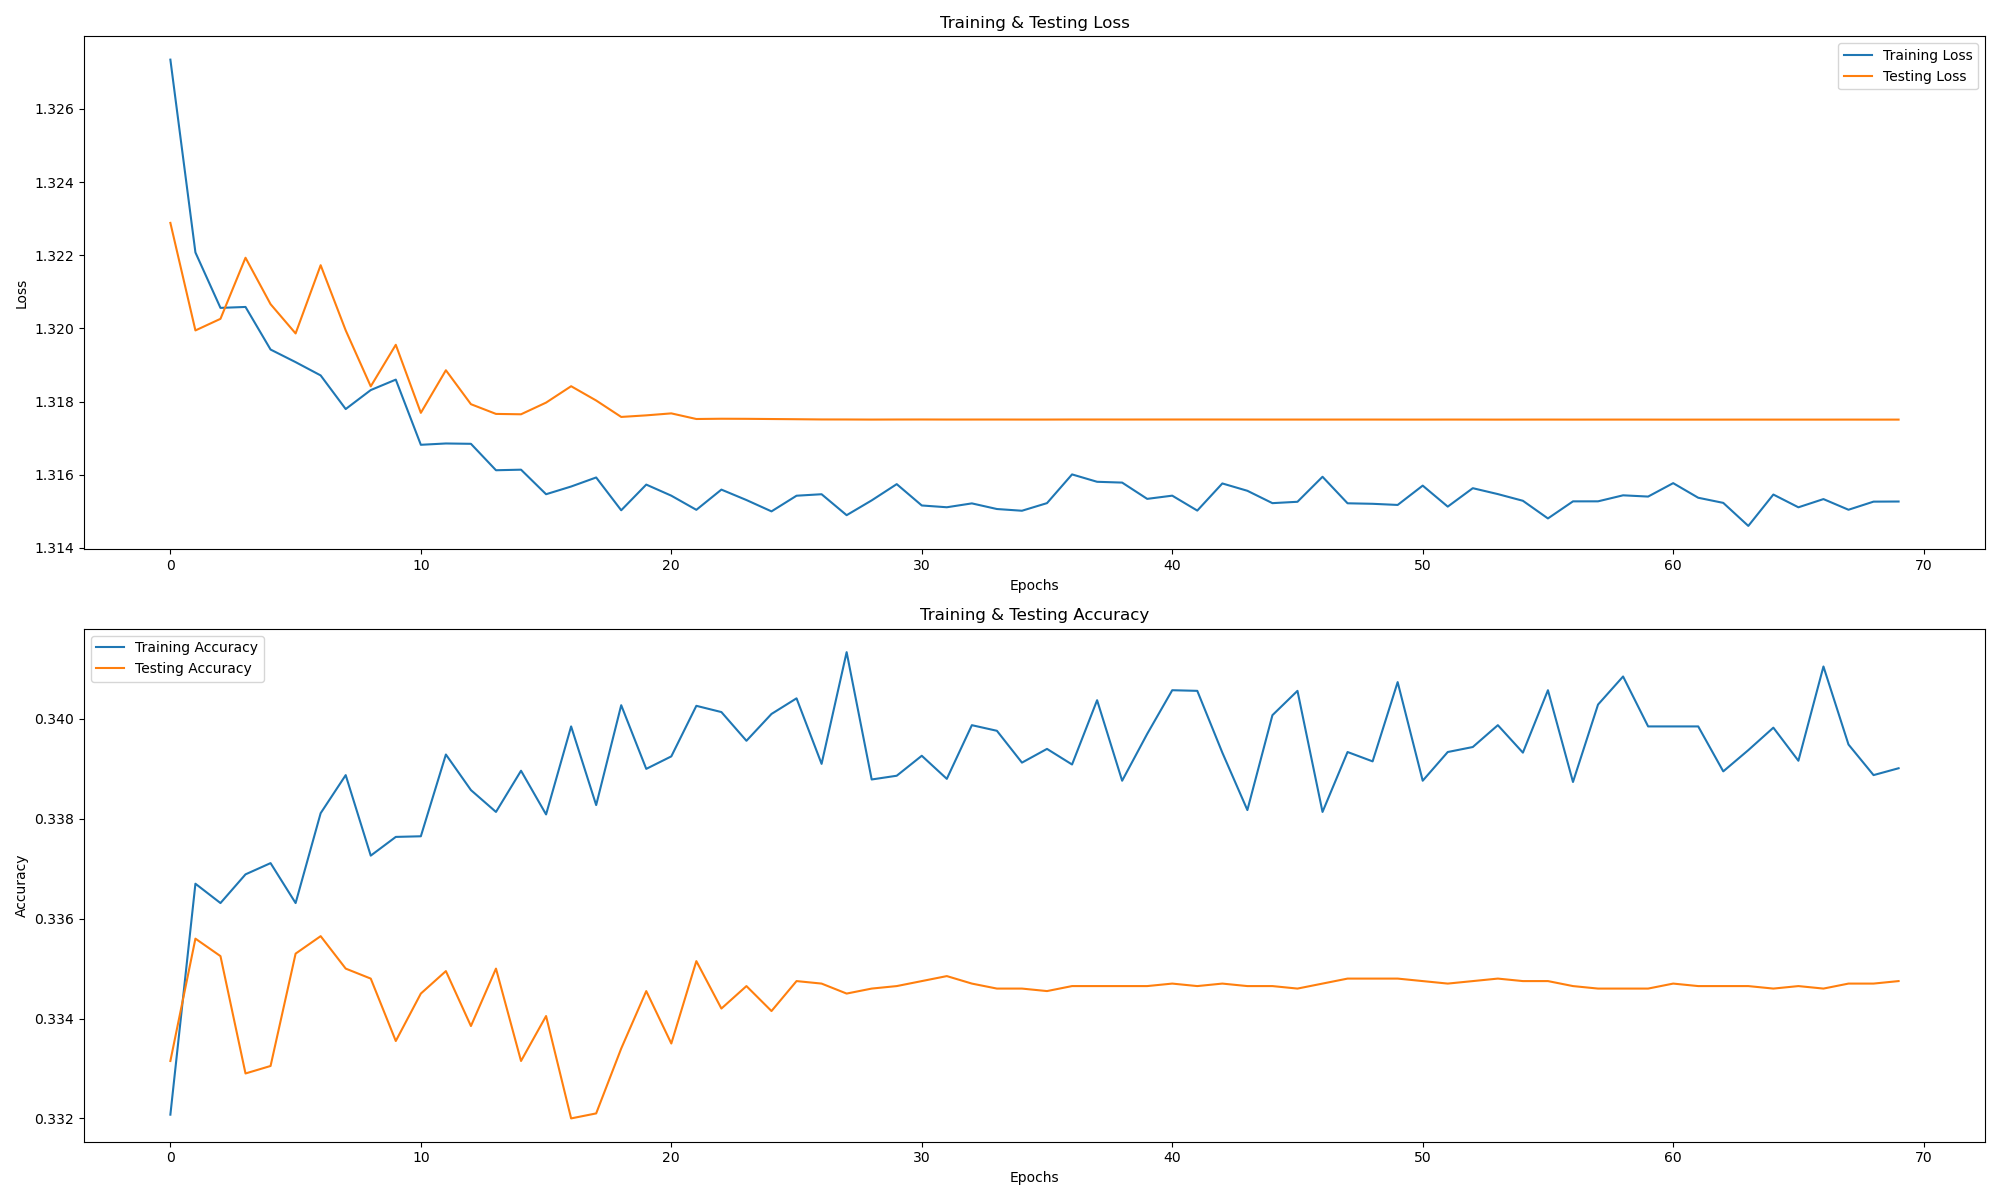 Training & Testing Loss
Training Loss
Testing Loss
1.326
1.324
1.322
1.320
1.318
1.316
1.314
Loss
0 10 20 30 40 50 60 70
Epochs
Training & Testing Accuracy
Training Accuracy
Testing Accuracy
0.340
0.338
0.336
0.334
0.332
Accuracy
0 10 20 30 40 50 60 70
Epochs